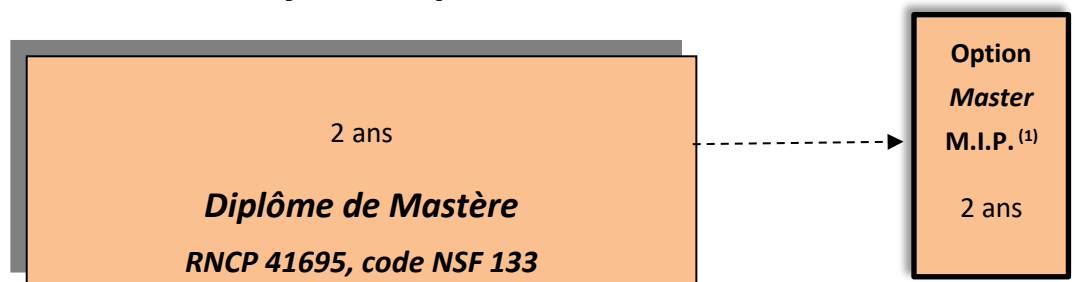 2 ans
Diplôme de Mastère
RNCP 41695, code NSF 133
Option
Master
M.I.P. (1)
2 ans